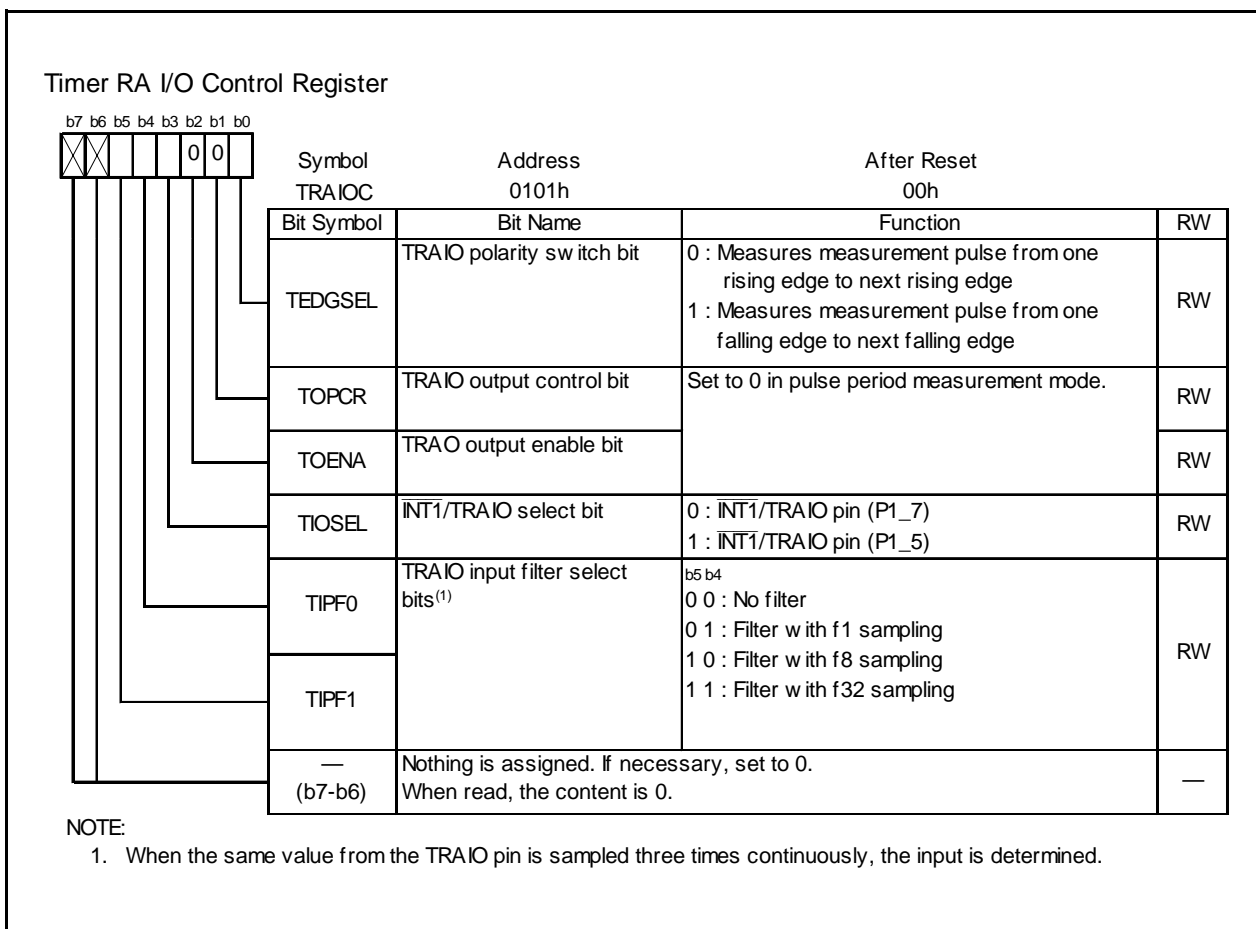 Timer RA I/O Control Register
b7 b6 b5 b4 b3 b2 b1 b0
0 0
Symbol Address After Reset
TRAIOC 0101h 00h
Bit Symbol Bit Name Function RW
TEDGSEL TRAIO polarity switch bit 0 : Measures measurement pulse from one
rising edge to next rising edge
1 : Measures measurement pulse from one
falling edge to next falling edge RW
TOPCR TRAIO output control bit Set to 0 in pulse period measurement mode. RW
TOENA TRAO output enable bit RW
TIOSEL I̅N̅T̅1̅/TRAIO select bit 0 : I̅N̅T̅1̅/TRAIO pin (P1_7)
1 : I̅N̅T̅1̅/TRAIO pin (P1_5) RW
TIPF0 TRAIO input filter select
bits(1) b5 b4
0 0 : No filter
0 1 : Filter with f1 sampling
1 0 : Filter with f8 sampling
1 1 : Filter with f32 sampling RW
TIPF1
—
(b7-b6) Nothing is assigned. If necessary, set to 0.
When read, the content is 0. —
NOTE:
1. When the same value from the TRAIO pin is sampled three times continuously, the input is determined.